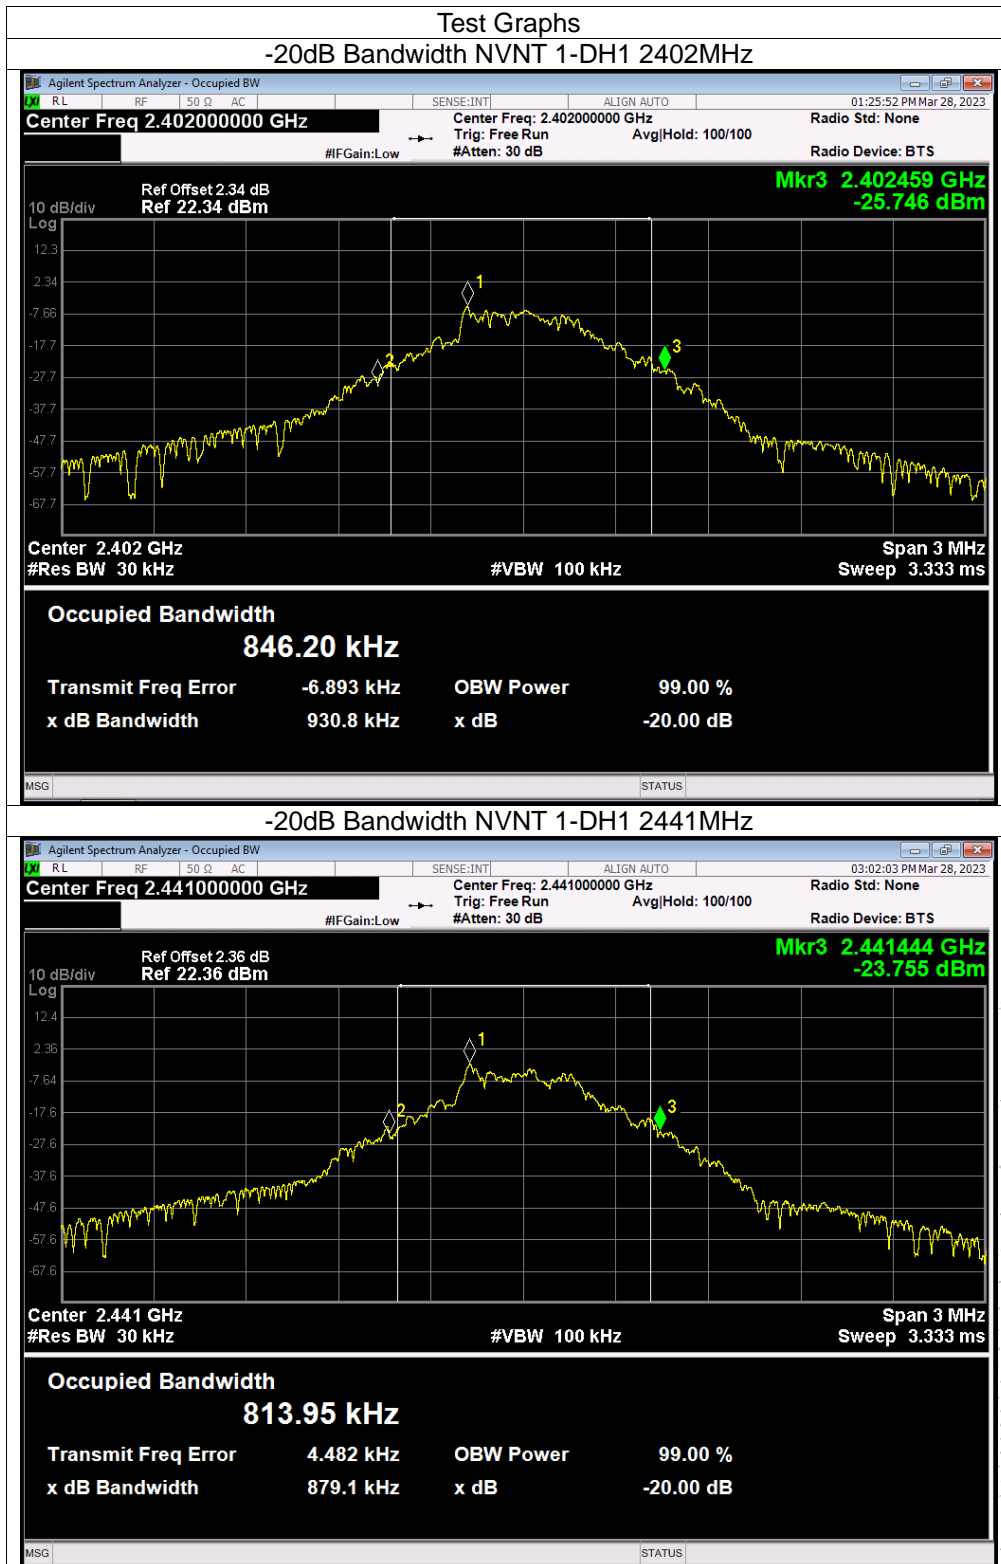 Test Graphs
-20dB Bandwidth NVNT 1-DH1 2402MHz
Agilent Spectrum Analyzer - Occupied BW
LXI RL RF 50 Ω AC SENSE:INT ALIGN AUTO 01:25:52 PM Mar 28, 2023
Center Freq 2.402000000 GHz Center Freq: 2.402000000 GHz Radio Std: None
Trig: Free Run Avg|Hold: 100/100
#IFGain:Low #Atten: 30 dB Radio Device: BTS
Mkr3 2.402459 GHz
-25.746 dBm
Ref Offset 2.34 dB
10 dB/div Ref 22.34 dBm
Log
12.3
2.34
-7.66
-17.7
-27.7
-37.7
-47.7
-57.7
-67.7
1
2
3
Center 2.402 GHz Span 3 MHz
#Res BW 30 kHz #VBW 100 kHz Sweep 3.333 ms
Occupied Bandwidth
846.20 kHz
Transmit Freq Error -6.893 kHz OBW Power 99.00 %
x dB Bandwidth 930.8 kHz x dB -20.00 dB
MSG STATUS
-20dB Bandwidth NVNT 1-DH1 2441MHz
Agilent Spectrum Analyzer - Occupied BW
LXI RL RF 50 Ω AC SENSE:INT ALIGN AUTO 03:02:03 PM Mar 28, 2023
Center Freq 2.441000000 GHz Center Freq: 2.441000000 GHz Radio Std: None
Trig: Free Run Avg|Hold: 100/100
#IFGain:Low #Atten: 30 dB Radio Device: BTS
Mkr3 2.441444 GHz
-23.755 dBm
Ref Offset 2.36 dB
10 dB/div Ref 22.36 dBm
Log
12.4
2.36
-7.64
-17.6
-27.6
-37.6
-47.6
-57.6
-67.6
1
2
3
Center 2.441 GHz Span 3 MHz
#Res BW 30 kHz #VBW 100 kHz Sweep 3.333 ms
Occupied Bandwidth
813.95 kHz
Transmit Freq Error 4.482 kHz OBW Power 99.00 %
x dB Bandwidth 879.1 kHz x dB -20.00 dB
MSG STATUS